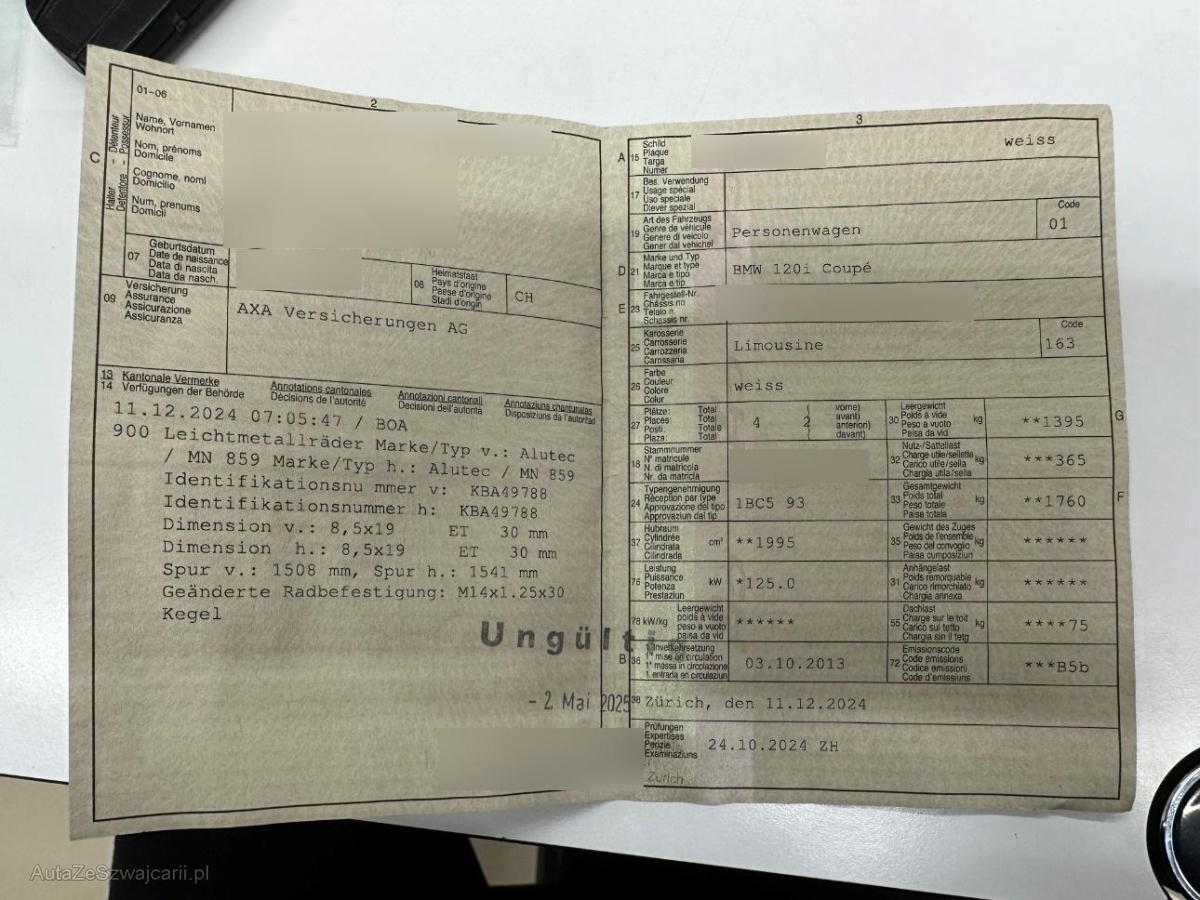 01-06
2
C
Halter - Détenteur
Detentore - Possessur
Name, Vornamen
Wohnort
Nom, prénoms
Domicile
Cognome, nomi
Domicilio
Num, prenums
Domicil
07
Geburtsdatum
Date de naissance
Data di nascita
Data da nasch.
08
Heimatstaat
Pays d'origine
Paese d'origine
Stadi d'origin
CH
09
Versicherung
Assurance
Assicurazione
Assicuranza
AXA Versicherungen AG
13 Kantonale Vermerke Annotations cantonales Annotazioni cantonali Annotaziuns chantunalas
14 Verfügungen der Behörde Décisions de l'autorité Decisioni dell'autorità Disposiziuns da l'autoritad
11.12.2024 07:05:47 / BOA
900 Leichtmetallräder Marke/Typ v.: Alutec
/ MN 859 Marke/Typ h.: Alutec / MN 859
Identifikationsnu mmer v: KBA49788
Identifikationsnummer h: KBA49788
Dimension v.: 8,5x19 ET 30 mm
Dimension h.: 8,5x19 ET 30 mm
Spur v.: 1508 mm, Spur h.: 1541 mm
Geänderte Radbefestigung: M14x1.25x30
Kegel
Ungülti
- 2. Mai 2025
3
A
15
Schild
Plaque
Targa
Numer
weiss
17
Bes. Verwendung
Usage spécial
Uso speciale
Diever spezial
19
Art des Fahrzeugs
Genre de véhicule
Genere di veicolo
Gener dal vehichel
Personenwagen
Code
01
D
21
Marke und Typ
Marque et type
Marca e tipo
Marca e tip
BMW 120i Coupé
E
23
Fahrgestell-Nr.
Châssis no
Telaio n.
Schassis nr.
25
Karosserie
Carrosserie
Carrozzeria
Carossaria
Limousine
Code
163
26
Farbe
Couleur
Colore
Colur
weiss
27
Plätze: Total
Places Total
Posti: Totale
Plaza: Total
4 2
( vorne)
( avant)
( anteriori)
( davant)
30
Leergewicht
Poids à vide
Peso a vuoto
Paisa da vid
kg
**1395
G
18
Stammnummer
N° matricule
N. di matricola
Nr. da matricla
32
Nutz-/Sattellast
Charge utile/sellette
Carico utile/sella
Chargia utila/sella
kg
***365
24
Typengenehmigung
Réception par type
Approvazione del tipo
Approvaziun dal tip
1BC5 93
33
Gesamtgewicht
Poids total
Peso totale
Paisa totala
kg
**1760
F
37
Hubraum
Cylindrée
Cilindrata
Cilindrada
cm³
**1995
35
Gewicht des Zuges
Poids de l'ensemble
Peso del convoglio
Paisa cumposiziun
kg
******
76
Leistung
Puissance
Potenza
Prestaziun
kW
*125.0
31
Anhängelast
Poids remorquable
Carico rimorchiato
Chargia annexa
kg
******
78 kW/kg
Leergewicht
poids à vide
peso a vuoto
paisa da vid
******
55
Dachlast
Charge sur le toit
Carico sul tetto
Chargia sin il tetg
kg
****75
B
36
Inverkehrsetzung
1re mise en circulation
1a messa in circolazione
1. entrada en circulaziun
03.10.2013
72
Emissionscode
Code émissions
Codice emissioni
Code d'emissiuns
***B5b
38
Zürich, den 11.12.2024
Prüfungen
Expertises
Perizie
Examinaziuns
24.10.2024 ZH
Zürich
AutaZeSzwajcarii.pl